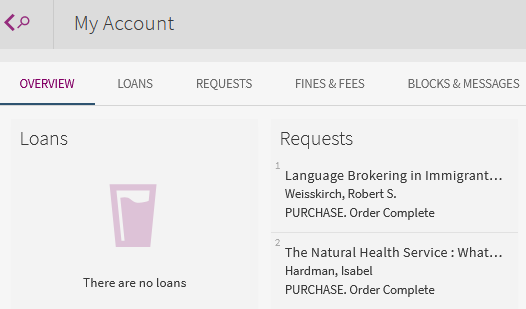 My Account
OVERVIEW LOANS REQUESTS FINES & FEES BLOCKS & MESSAGES
Loans
There are no loans
Requests
1
Language Brokering in Immigrant...
Weisskirch, Robert S.
PURCHASE. Order Complete
2
The Natural Health Service : What...
Hardman, Isabel
PURCHASE. Order Complete